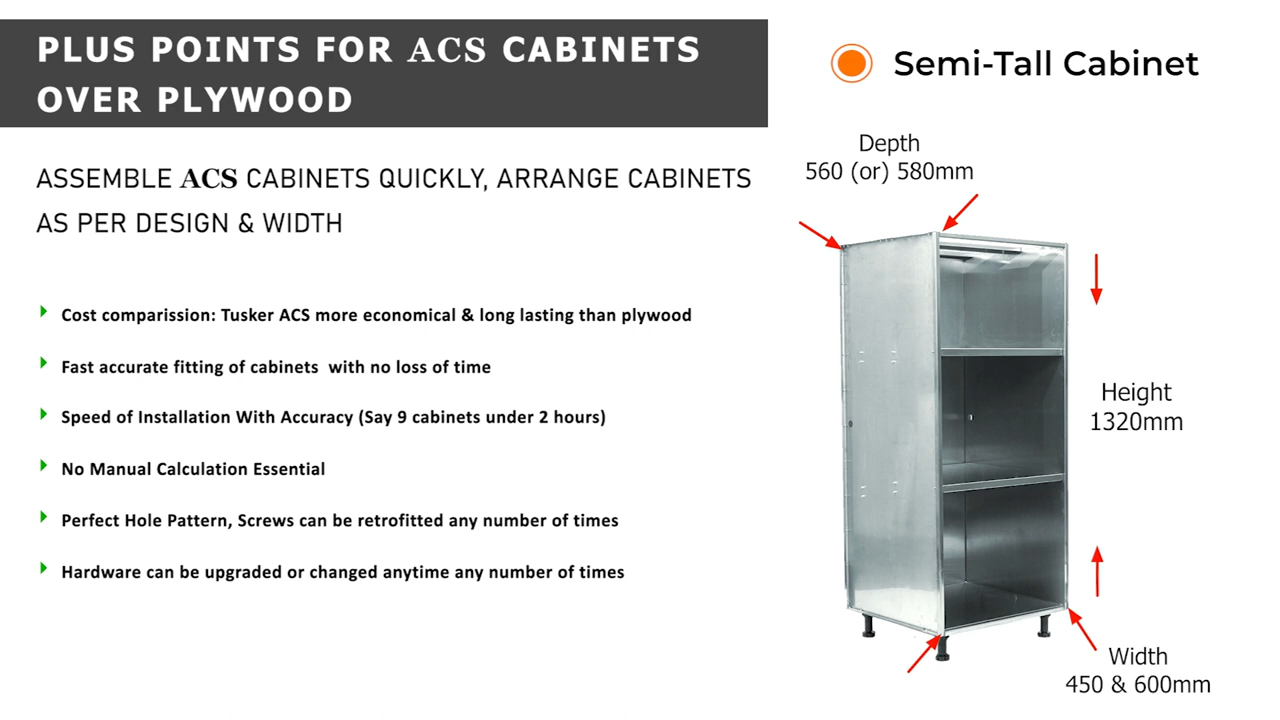 PLUS POINTS FOR ACS CABINETS
OVER PLYWOOD
ASSEMBLE ACS CABINETS QUICKLY, ARRANGE CABINETS
AS PER DESIGN & WIDTH
Cost comparission: Tusker ACS more economical & long lasting than plywood
Fast accurate fitting of cabinets with no loss of time
Speed of Installation With Accuracy (Say 9 cabinets under 2 hours)
No Manual Calculation Essential
Perfect Hole Pattern, Screws can be retrofitted any number of times
Hardware can be upgraded or changed anytime any number of times
Semi-Tall Cabinet
Depth
560 (or) 580mm
Height
1320mm
Width
450 & 600mm